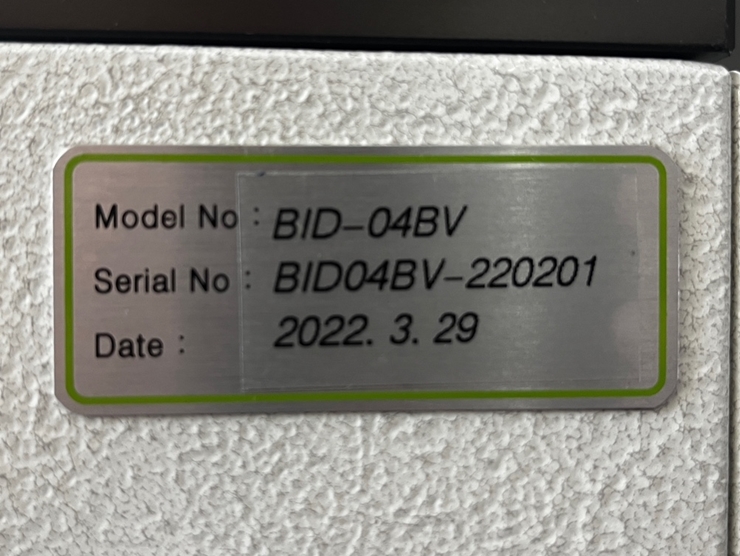 Model No : BID-04BV
Serial No : BID04BV-220201
Date : 2022. 3. 29